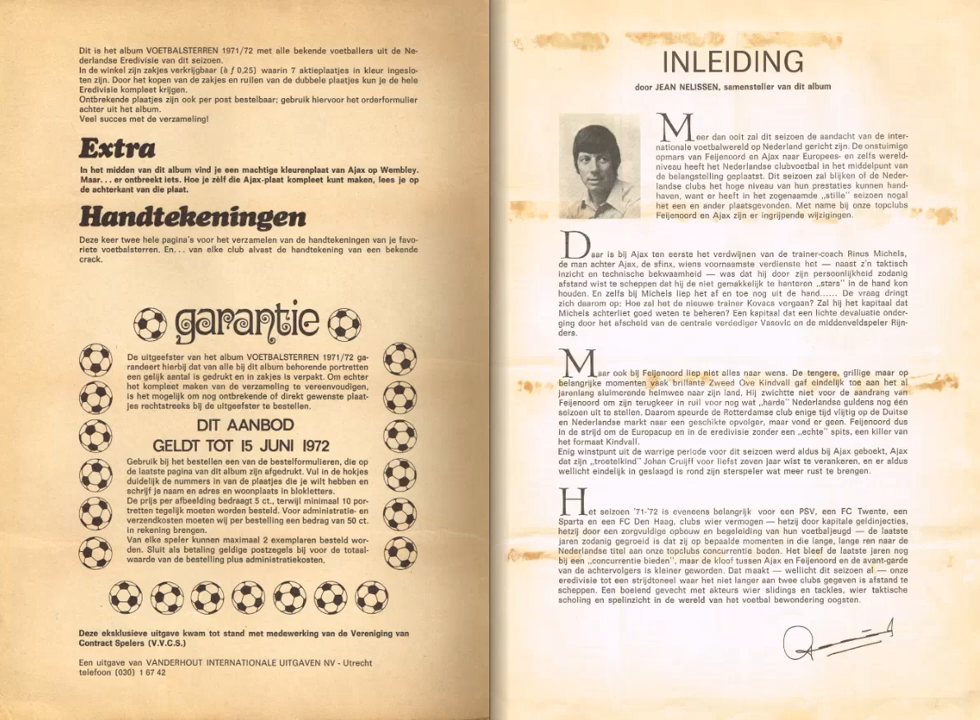 Dit is het album VOETBALSTERREN 1971/72 met alle bekende voetballers uit de Ne-
derlandse Eredivisie van dit seizoen.
In de winkel zijn zakjes verkrijgbaar (à ƒ 0,25) waarin 7 aktieplaatjes in kleur ingeslo-
ten zijn. Door het kopen van de zakjes en ruilen van de dubbele plaatjes kun je de hele
Eredivisie kompleet krijgen.
Ontbrekende plaatjes zijn ook per post bestelbaar; gebruik hiervoor het orderformulier
achter uit het album.
Veel succes met de verzameling!
Extra
In het midden van dit album vind je een machtige kleurenplaat van Ajax op Wembley.
Maar... er ontbreekt iets. Hoe je zèlf die Ajax-plaat kompleet kunt maken, lees je op
de achterkant van die plaat.
Handtekeningen
Deze keer twee hele pagina's voor het verzamelen van de handtekeningen van je favo-
riete voetbalsterren. En... van elke club alvast de handtekening van een bekende
crack.
garantie
De uitgeefster van het album VOETBALSTERREN 1971/72 ga-
randeert hierbij dat van alle bij dit album behorende portretten
een gelijk aantal is gedrukt en in zakjes is verpakt. Om echter
het kompleet maken van de verzameling te vereenvoudigen,
is het mogelijk om nog ontbrekende of direkt gewenste plaat-
jes rechtstreeks bij de uitgeefster te bestellen.
DIT AANBOD
GELDT TOT 15 JUNI 1972
Gebruik bij het bestellen een van de bestelformulieren, die op
de laatste pagina van dit album zijn afgedrukt. Vul in de hokjes
duidelijk de nummers in van de plaatjes die je wilt hebben en
schrijf je naam en adres en woonplaats in blokletters.
De prijs per afbeelding bedraagt 5 ct., terwijl minimaal 10 por-
tretten tegelijk moeten worden besteld. Voor administratie- en
verzendkosten moeten wij per bestelling een bedrag van 50 ct.
in rekening brengen.
Van elke speler kunnen maximaal 2 exemplaren besteld wor-
den. Sluit als betaling geldige postzegels bij voor de totaal-
waarde van de bestelling plus administratiekosten.
Deze eksklusieve uitgave kwam tot stand met medewerking van de Vereniging van
Contract Spelers (V.V.C.S.)
Een uitgave van VANDERHOUT INTERNATIONALE UITGAVEN NV - Utrecht
telefoon (030) 1 67 42
INLEIDING
door JEAN NELISSEN, samensteller van dit album
Meer dan ooit zal dit seizoen de aandacht van de inter-
nationale voetbalwereld op Nederland gericht zijn. De onstuimige
opmars van Feijenoord en Ajax naar Europees- en zelfs wereld-
niveau heeft het Nederlandse clubvoetbal in het middelpunt van
de belangstelling geplaatst. Dit seizoen zal blijken of de Neder-
landse clubs het hoge niveau van hun prestaties kunnen hand-
haven, want er heeft in het zogenaamde „stille" seizoen nogal
het een en ander plaatsgevonden. Met name bij onze topclubs
Feijenoord en Ajax zijn er ingrijpende wijzigingen.
Daar is bij Ajax ten eerste het verdwijnen van de trainer-coach Rinus Michels,
de man achter Ajax, de sfinx, wiens voornaamste verdienste het — naast z'n taktisch
inzicht en technische bekwaamheid — was dat hij door zijn persoonlijkheid zodanig
afstand wist te scheppen dat hij de niet gemakkelijk te hanteren „stars" in de hand kon
houden. En zelfs bij Michels liep het af en toe nog uit de hand...... De vraag dringt
zich daarom op: Hoe zal het de nieuwe trainer Kovacs vorgaan? Zal hij het kapitaal dat
Michels achterliet goed weten te beheren? Een kapitaal dat een lichte devaluatie onder-
ging door het afscheid van de centrale verdediger Vasovic en de middenveldspeler Rijn-
ders.
Maar ook bij Feijenoord liep niet alles naar wens. De tengere, grillige maar op
belangrijke momenten vaak brillante Zweed Ove Kindvall gaf eindelijk toe aan het al
jarenlang sluimerende heimwee naar zijn land. Hij zwichtte niet voor de aandrang van
Feijenoord om zijn terugkeer in ruil voor nog wat „harde" Nederlandse guldens nog één
seizoen uit te stellen. Daarom speurde de Rotterdamse club enige tijd vlijtig op de Duitse
en Nederlandse markt naar een geschikte opvolger, maar vond er geen. Feijenoord dus
in de strijd om de Europacup en in de eredivisie zonder een „echte" spits, een killer van
het formaat Kindvall.
Enig winstpunt uit de warrige periode voor dit seizoen werd aldus bij Ajax geboekt, Ajax
dat zijn „troetelkind" Johan Cruijff voor liefst zeven jaar wist te verankeren, en er aldus
wellicht eindelijk in geslaagd is rond zijn sterspeler wat meer rust te brengen.
Het seizoen '71-'72 is eveneens belangrijk voor een PSV, een FC Twente, een
Sparta en een FC Den Haag, clubs wier vermogen — hetzij door kapitale geldinjecties,
hetzij door een zorgvuldige opbouw en begeleiding van hun voetbaljeugd — de laatste
jaren zodanig gegroeid is dat zij op bepaalde momenten in die lange, lange ren naar de
Nederlandse titel aan onze topclubs concurrentie boden. Het bleef de laatste jaren nog
bij een „concurrentie bieden", maar de kloof tussen Ajax en Feijenoord en de avant-garde
van de achtervolgers is kleiner geworden. Dat maakt — wellicht dit seizoen al — onze
eredivisie tot een strijdtoneel waar het niet langer aan twee clubs gegeven is afstand te
scheppen. Een boeiend gevecht met akteurs wier slidings en tackles, wier taktische
scholing en spelinzicht in de wereld van het voetbal bewondering oogsten.